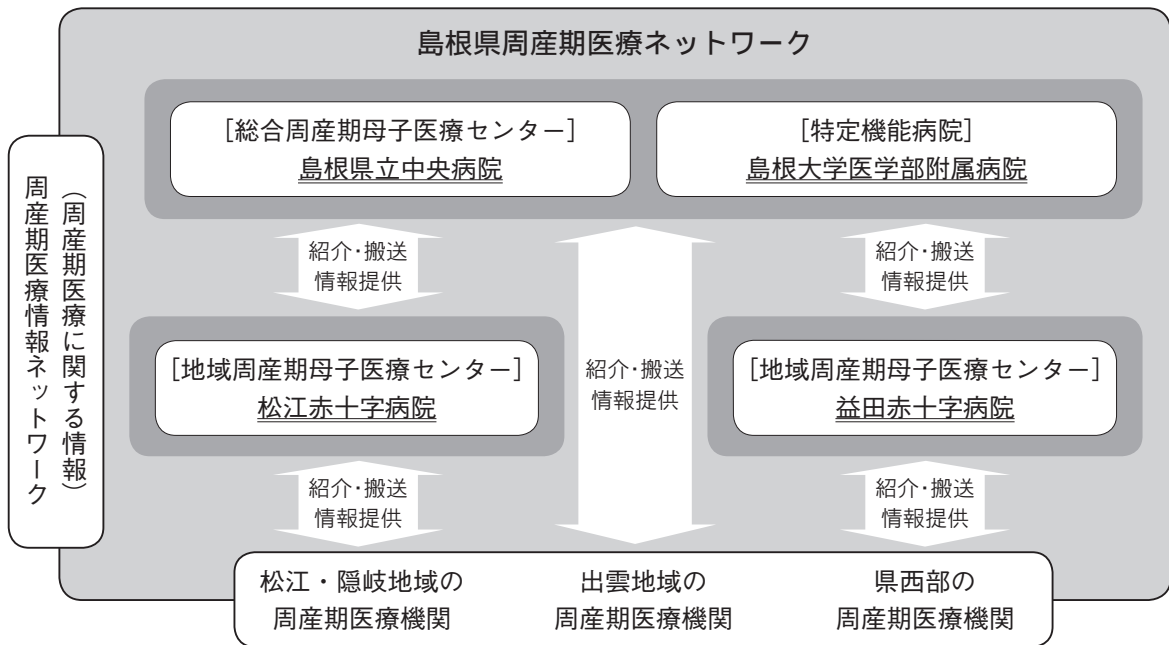 島根県周産期医療ネットワーク
[総合周産期母子医療センター]
島根県立中央病院
[特定機能病院]
島根大学医学部附属病院
周産期医療情報ネットワーク
（周産期医療に関する情報）
紹介・搬送
情報提供
紹介・搬送
情報提供
[地域周産期母子医療センター]
松江赤十字病院
紹介・搬送
情報提供
[地域周産期母子医療センター]
益田赤十字病院
紹介・搬送
情報提供
紹介・搬送
情報提供
松江・隠岐地域の
周産期医療機関
出雲地域の
周産期医療機関
県西部の
周産期医療機関